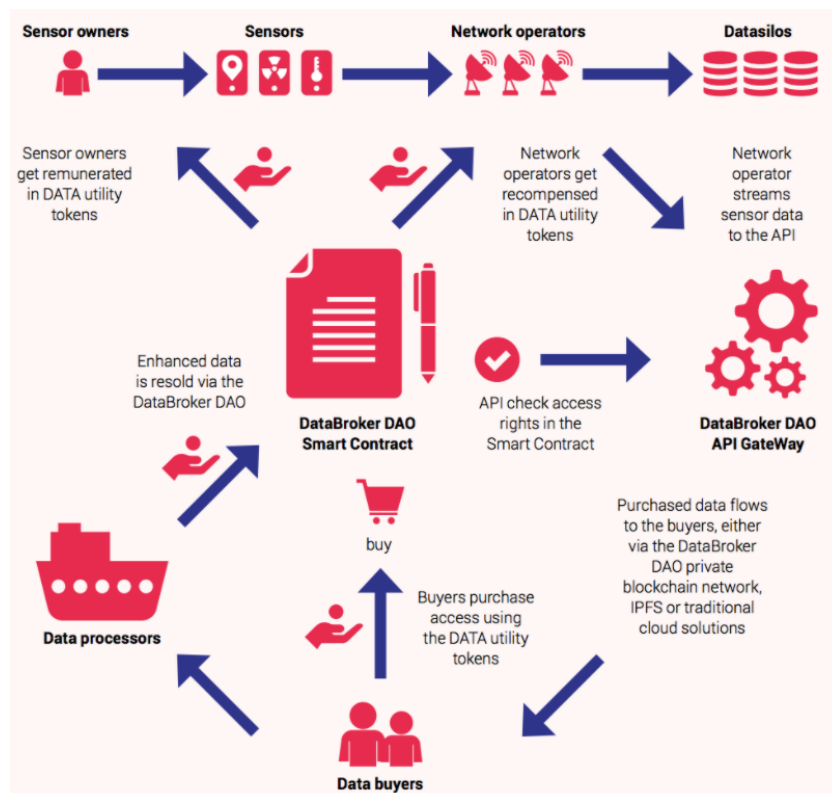 Sensor owners
Sensors
Network operators
Datasilos
Sensor owners
get remunerated
in DATA utility
tokens
Network
operators get
recompensed
in DATA utility
tokens
Network
operator
streams
sensor data
to the API
Enhanced data
is resold via the
DataBroker DAO
DataBroker DAO
Smart Contract
API check access
rights in the
Smart Contract
DataBroker DAO
API GateWay
buy
Purchased data flows
to the buyers, either
via the DataBroker
DAO private
blockchain network,
IPFS or traditional
cloud solutions
Data processors
Buyers purchase
access using
the DATA utility
tokens
Data buyers